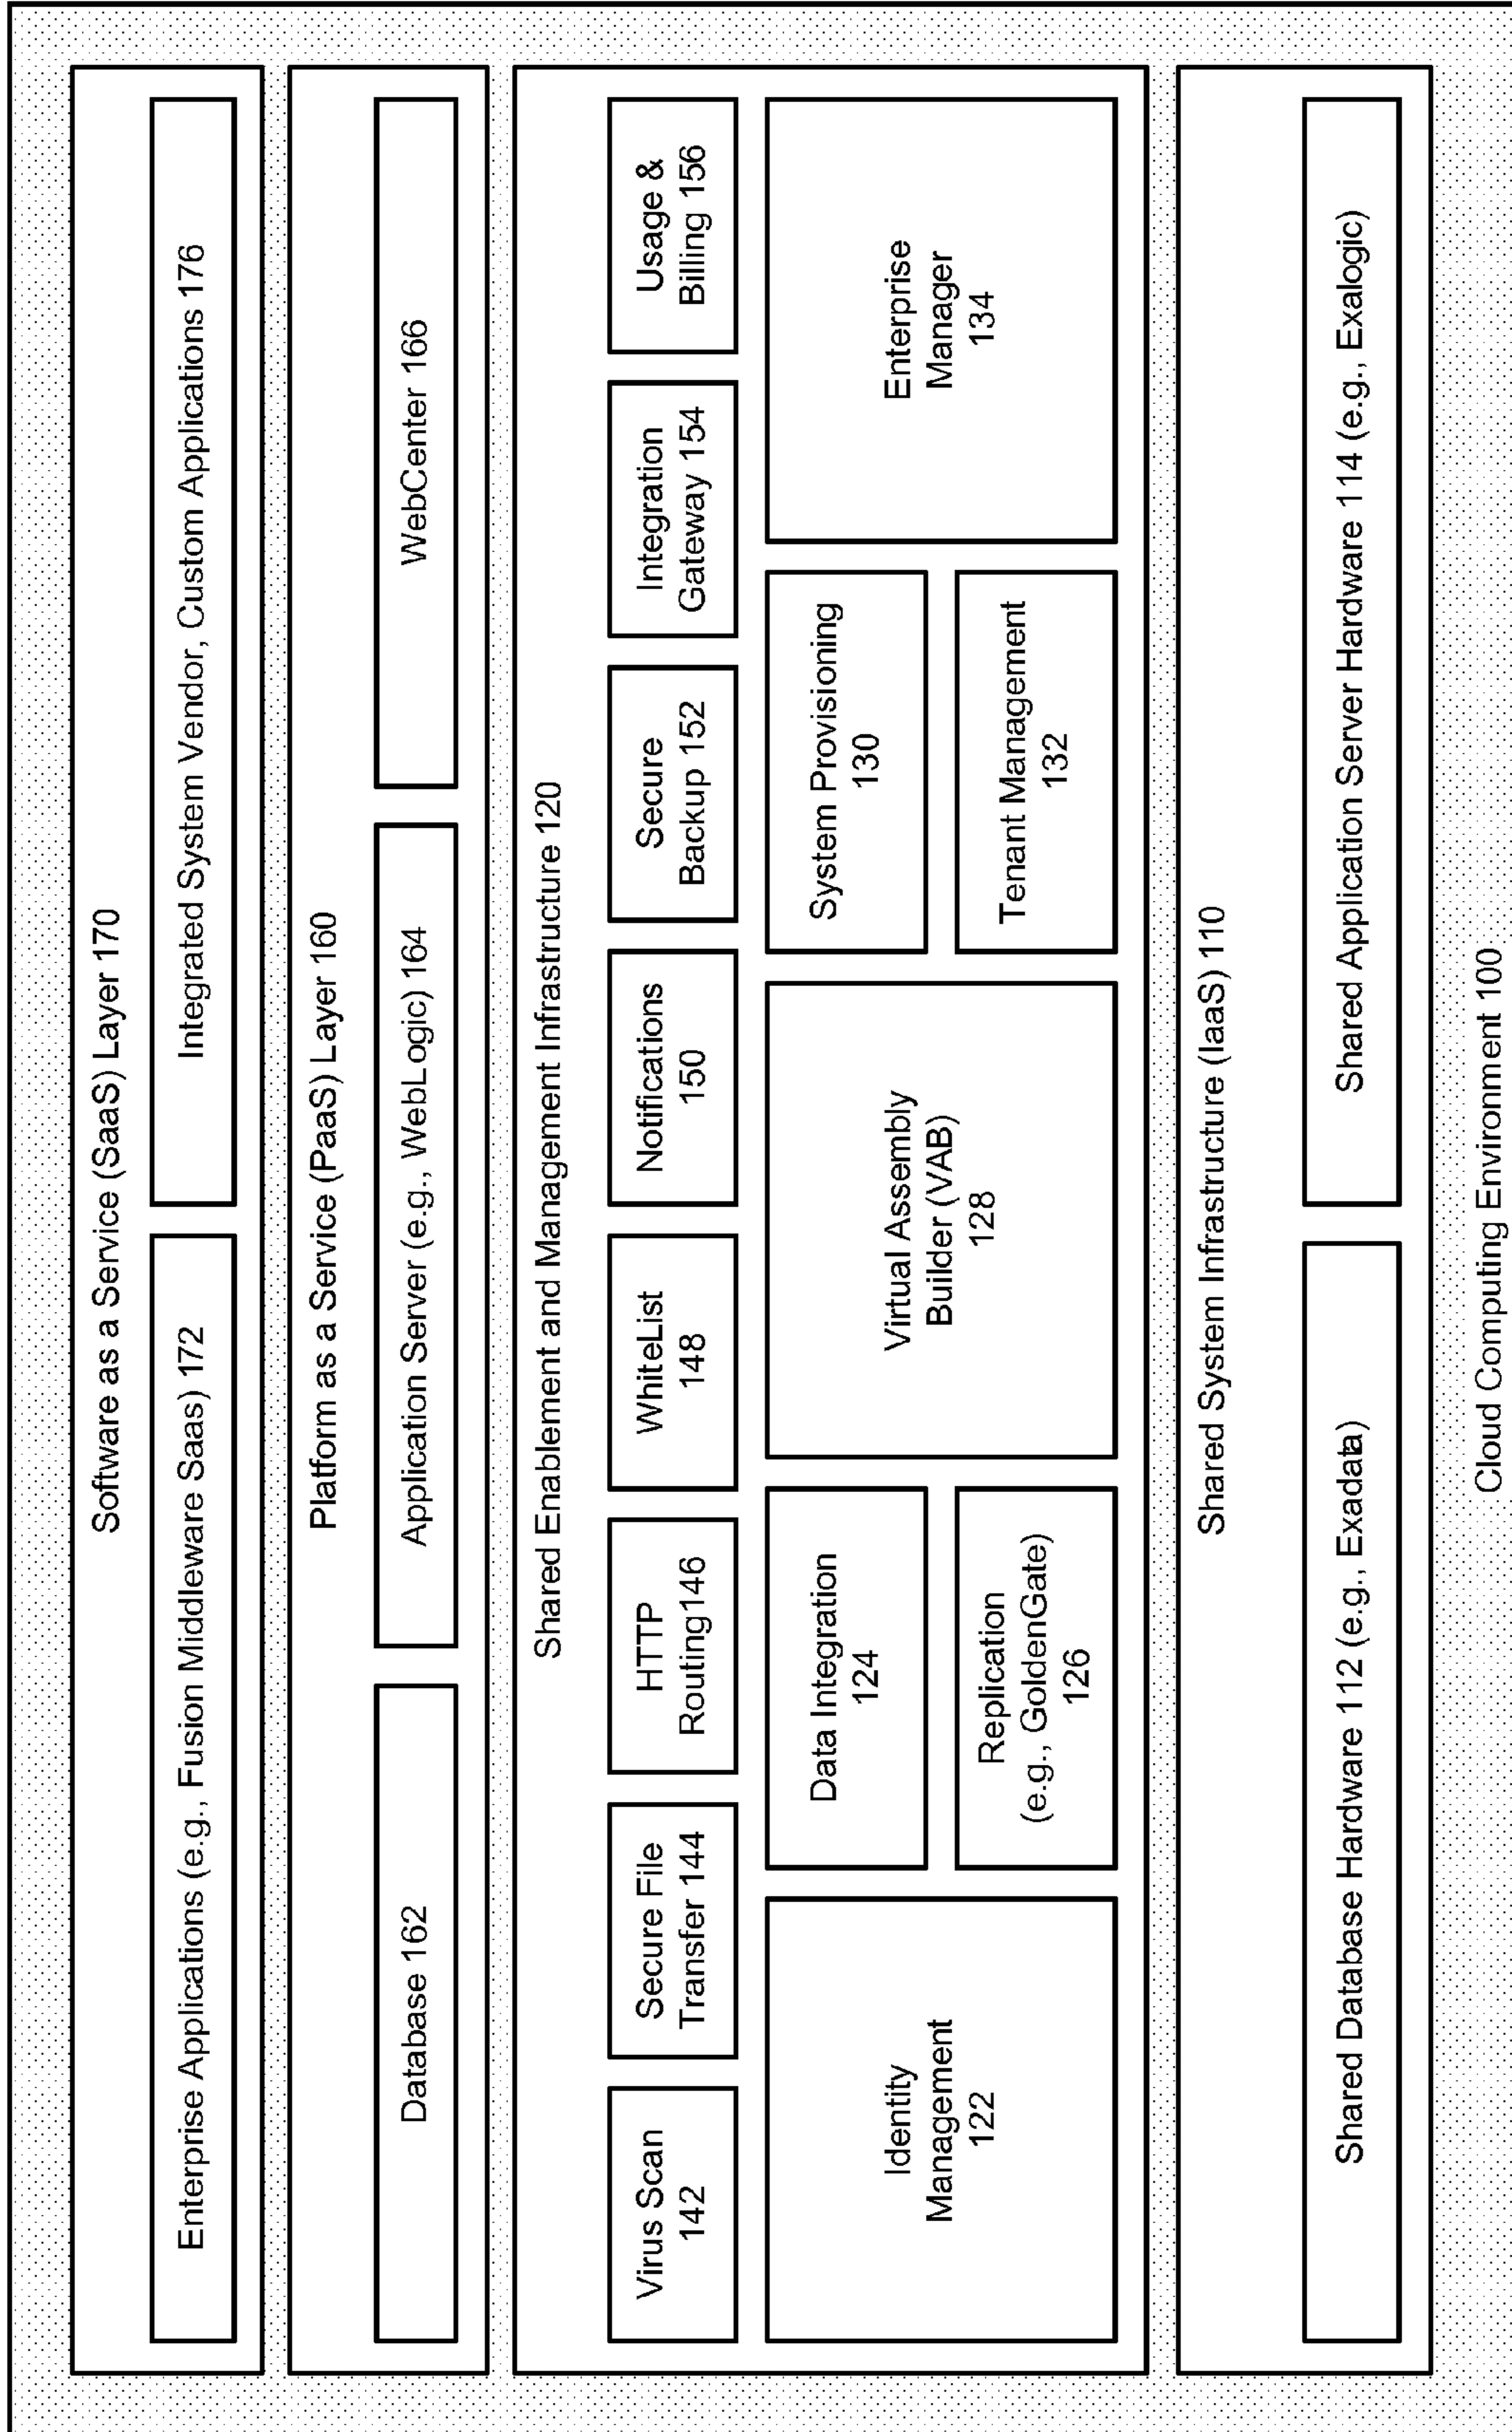 Software as a Service (SaaS) Layer 170
Enterprise Applications (e.g., Fusion Middleware Saas) 172
Integrated System Vendor, Custom Applications 176
Platform as a Service (PaaS) Layer 160
Database 162
Application Server (e.g., WebLogic) 164
WebCenter 166
Shared Enablement and Management Infrastructure 120
Virus Scan
142
Secure File
Transfer 144
HTTP
Routing146
WhiteList
148
Notifications
150
Secure
Backup 152
Integration
Gateway 154
Usage &
Billing 156
Identity
Management
122
Data Integration
124
Replication
(e.g., GoldenGate)
126
Virtual Assembly
Builder (VAB)
128
System Provisioning
130
Tenant Management
132
Enterprise
Manager
134
Shared System Infrastructure (IaaS) 110
Shared Database Hardware 112 (e.g., Exadata)
Shared Application Server Hardware 114 (e.g., Exalogic)
Cloud Computing Environment 100